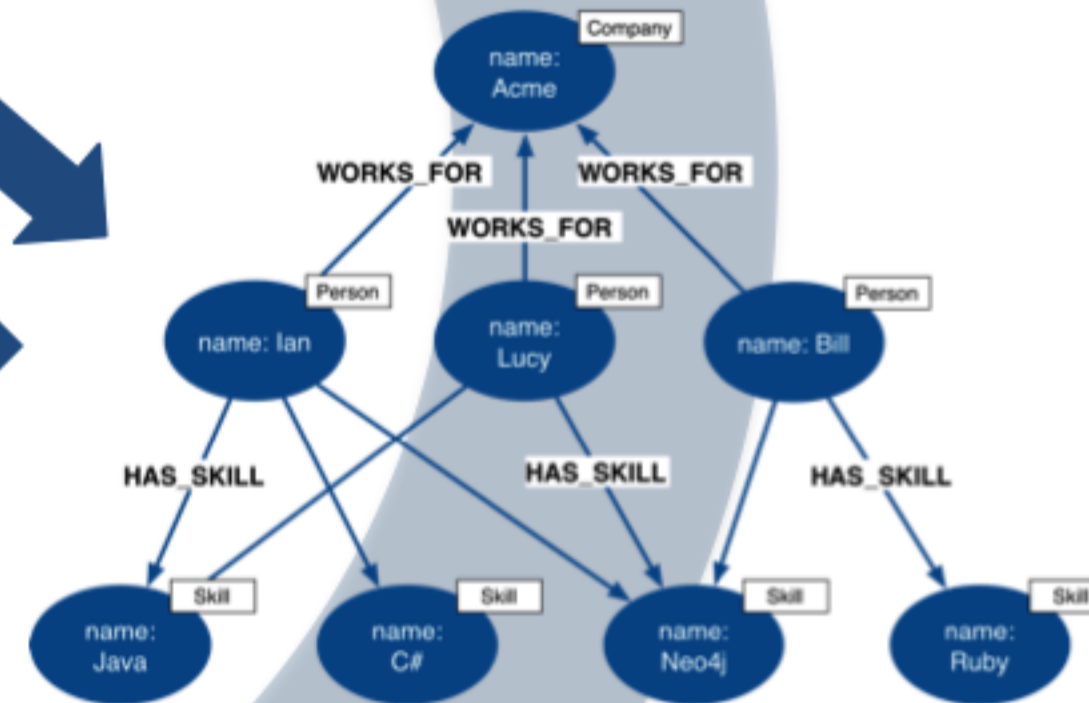 Company
name:
Acme
WORKS_FOR
WORKS_FOR
WORKS_FOR
Person
Person
Person
name: Ian
name:
Lucy
name: Bill
HAS_SKILL
HAS_SKILL
HAS_SKILL
Skill
Skill
Skill
Skill
name:
Java
name:
C#
name:
Neo4j
name:
Ruby